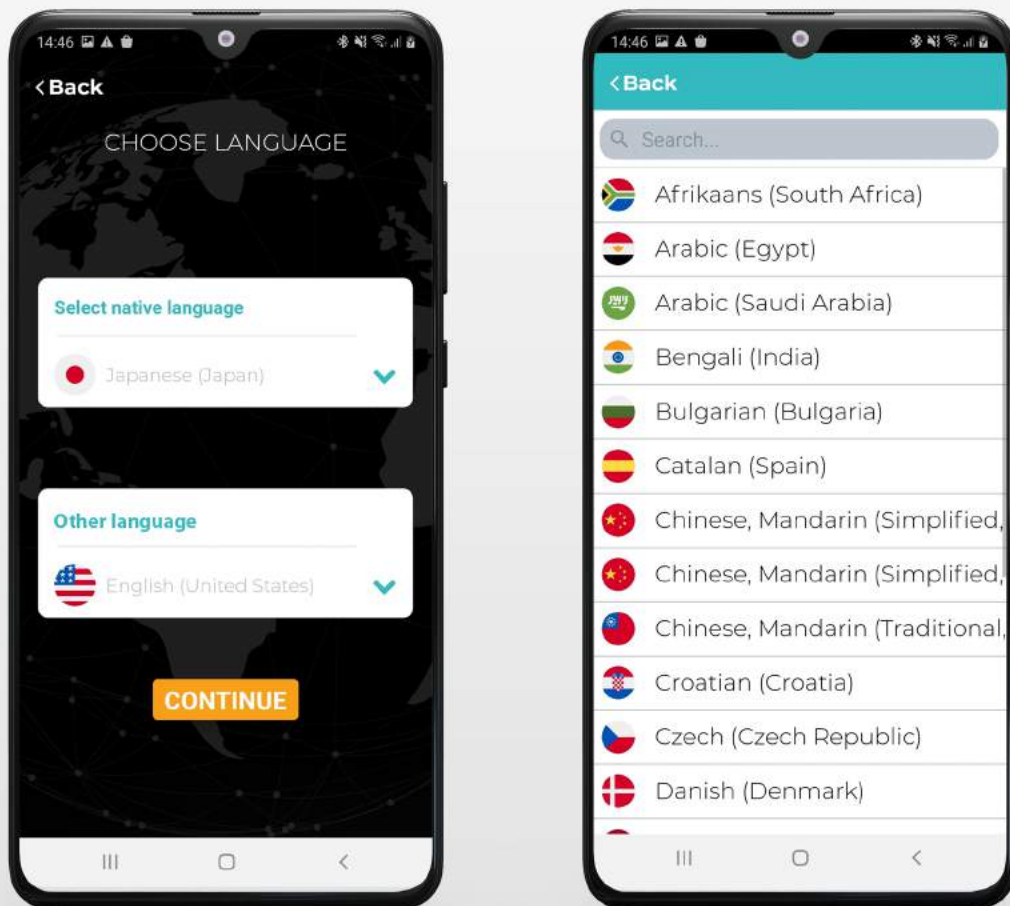 14:46
Back
CHOOSE LANGUAGE
Select native language
Japanese (Japan)
Other language
English (United States)
CONTINUE
14:46
Back
Search...
Afrikaans (South Africa)
Arabic (Egypt)
Arabic (Saudi Arabia)
Bengali (India)
Bulgarian (Bulgaria)
Catalan (Spain)
Chinese, Mandarin (Simplified,
Chinese, Mandarin (Simplified,
Chinese, Mandarin (Traditional,
Croatian (Croatia)
Czech (Czech Republic)
Danish (Denmark)